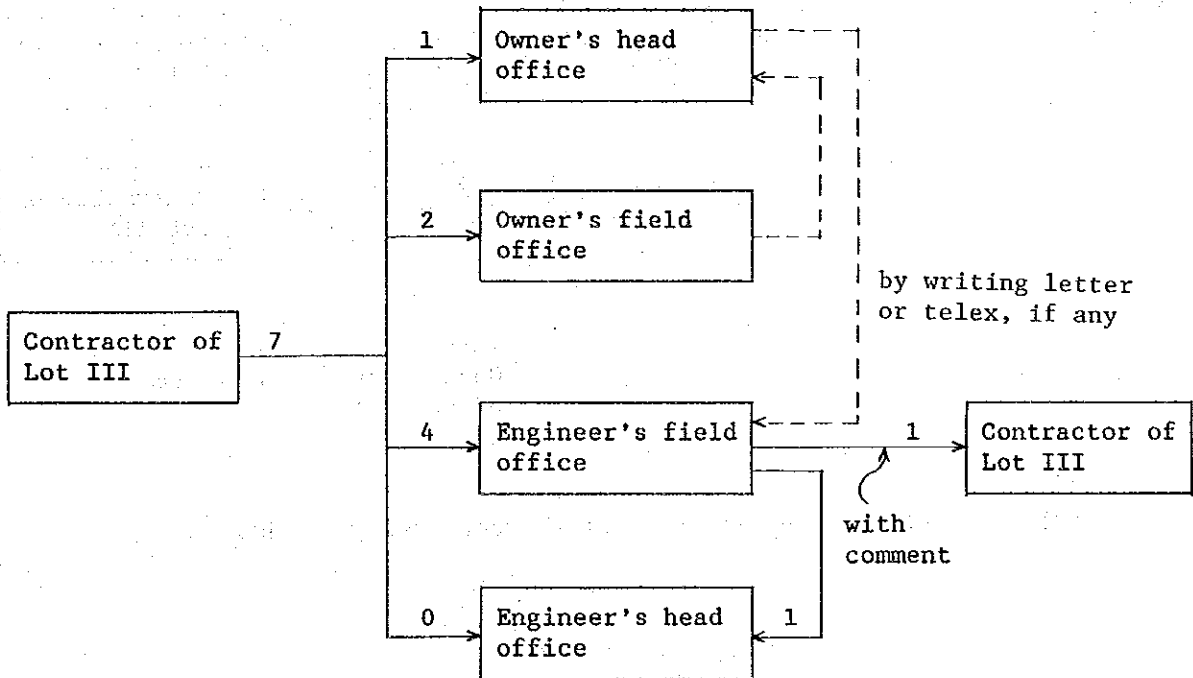 1
Owner's head
office
2
Owner's field
office
by writing letter
or telex, if any
Contractor of
Lot III
7
4
Engineer's field
office
1
Contractor of
Lot III
with
comment
0
Engineer's head
office
1